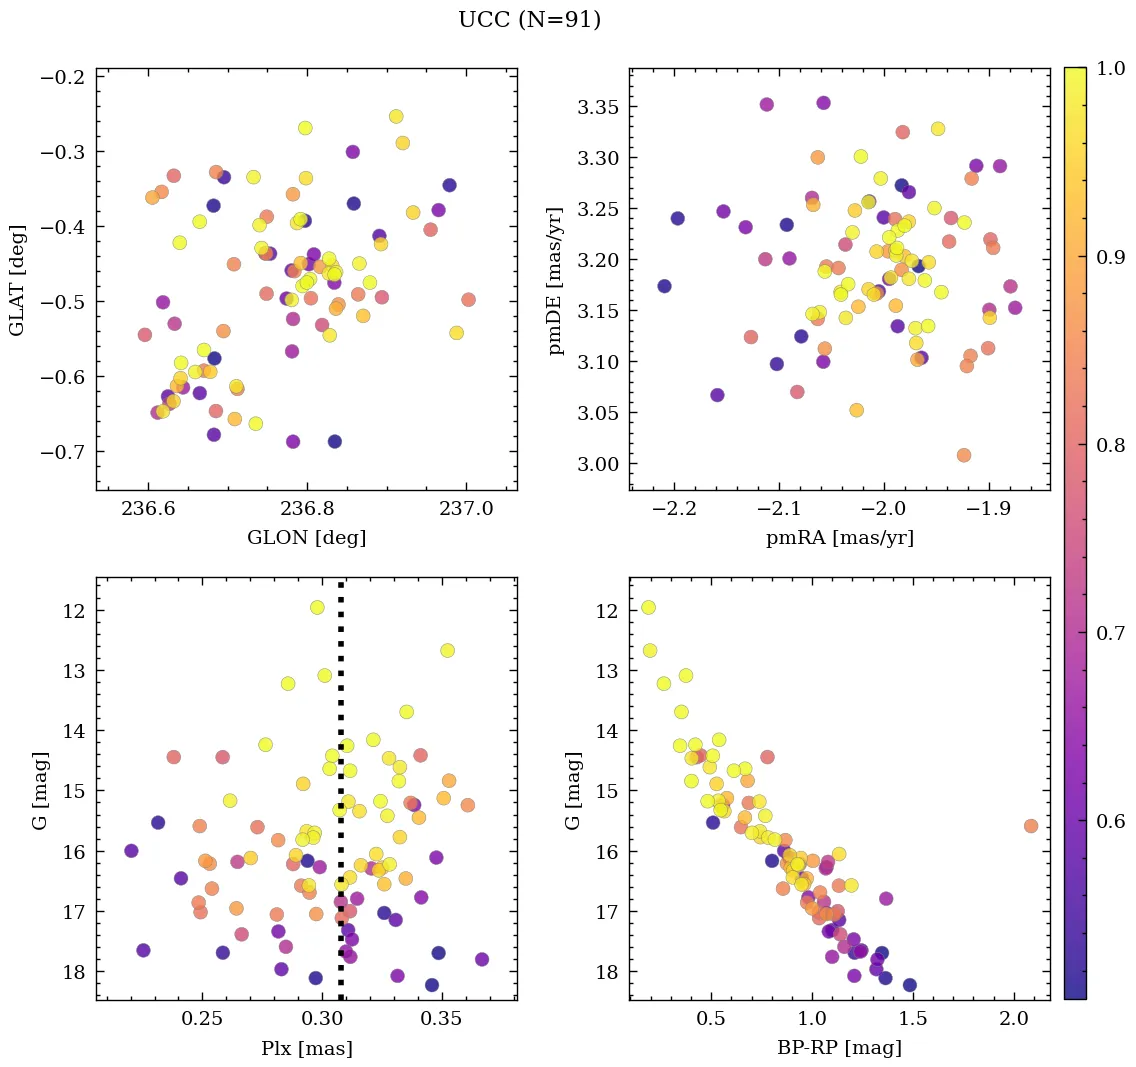 UCC (N=91)
−0.2
−0.3
−0.4
−0.5
−0.6
−0.7
GLAT [deg]
236.6 236.8 237.0
GLON [deg]
3.35
3.30
3.25
3.20
3.15
3.10
3.05
3.00
pmDE [mas/yr]
−2.2 −2.1 −2.0 −1.9
pmRA [mas/yr]
1.0
0.9
0.8
0.7
0.6
12
13
14
15
16
17
18
G [mag]
0.25 0.30 0.35
Plx [mas]
12
13
14
15
16
17
18
G [mag]
0.5 1.0 1.5 2.0
BP-RP [mag]